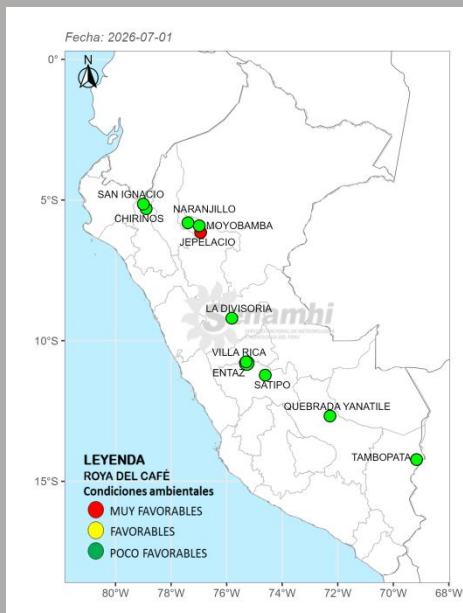 Fecha: 2026-07-01
N
0°
5°S
10°S
15°S
SAN IGNACIO
CHIRINOS
NARANJILLO
MOYOBAMBA
JEPELACIO
LA DIVISORIA
Senamhi
VILLA RICA
ENTAZ
SATIPO
QUEBRADA YANATILE
TAMBOPATA
LEYENDA
ROYA DEL CAFÉ
Condiciones ambientales
MUY FAVORABLES
FAVORABLES
POCO FAVORABLES
80°W 78°W 76°W 74°W 72°W 70°W 68°W